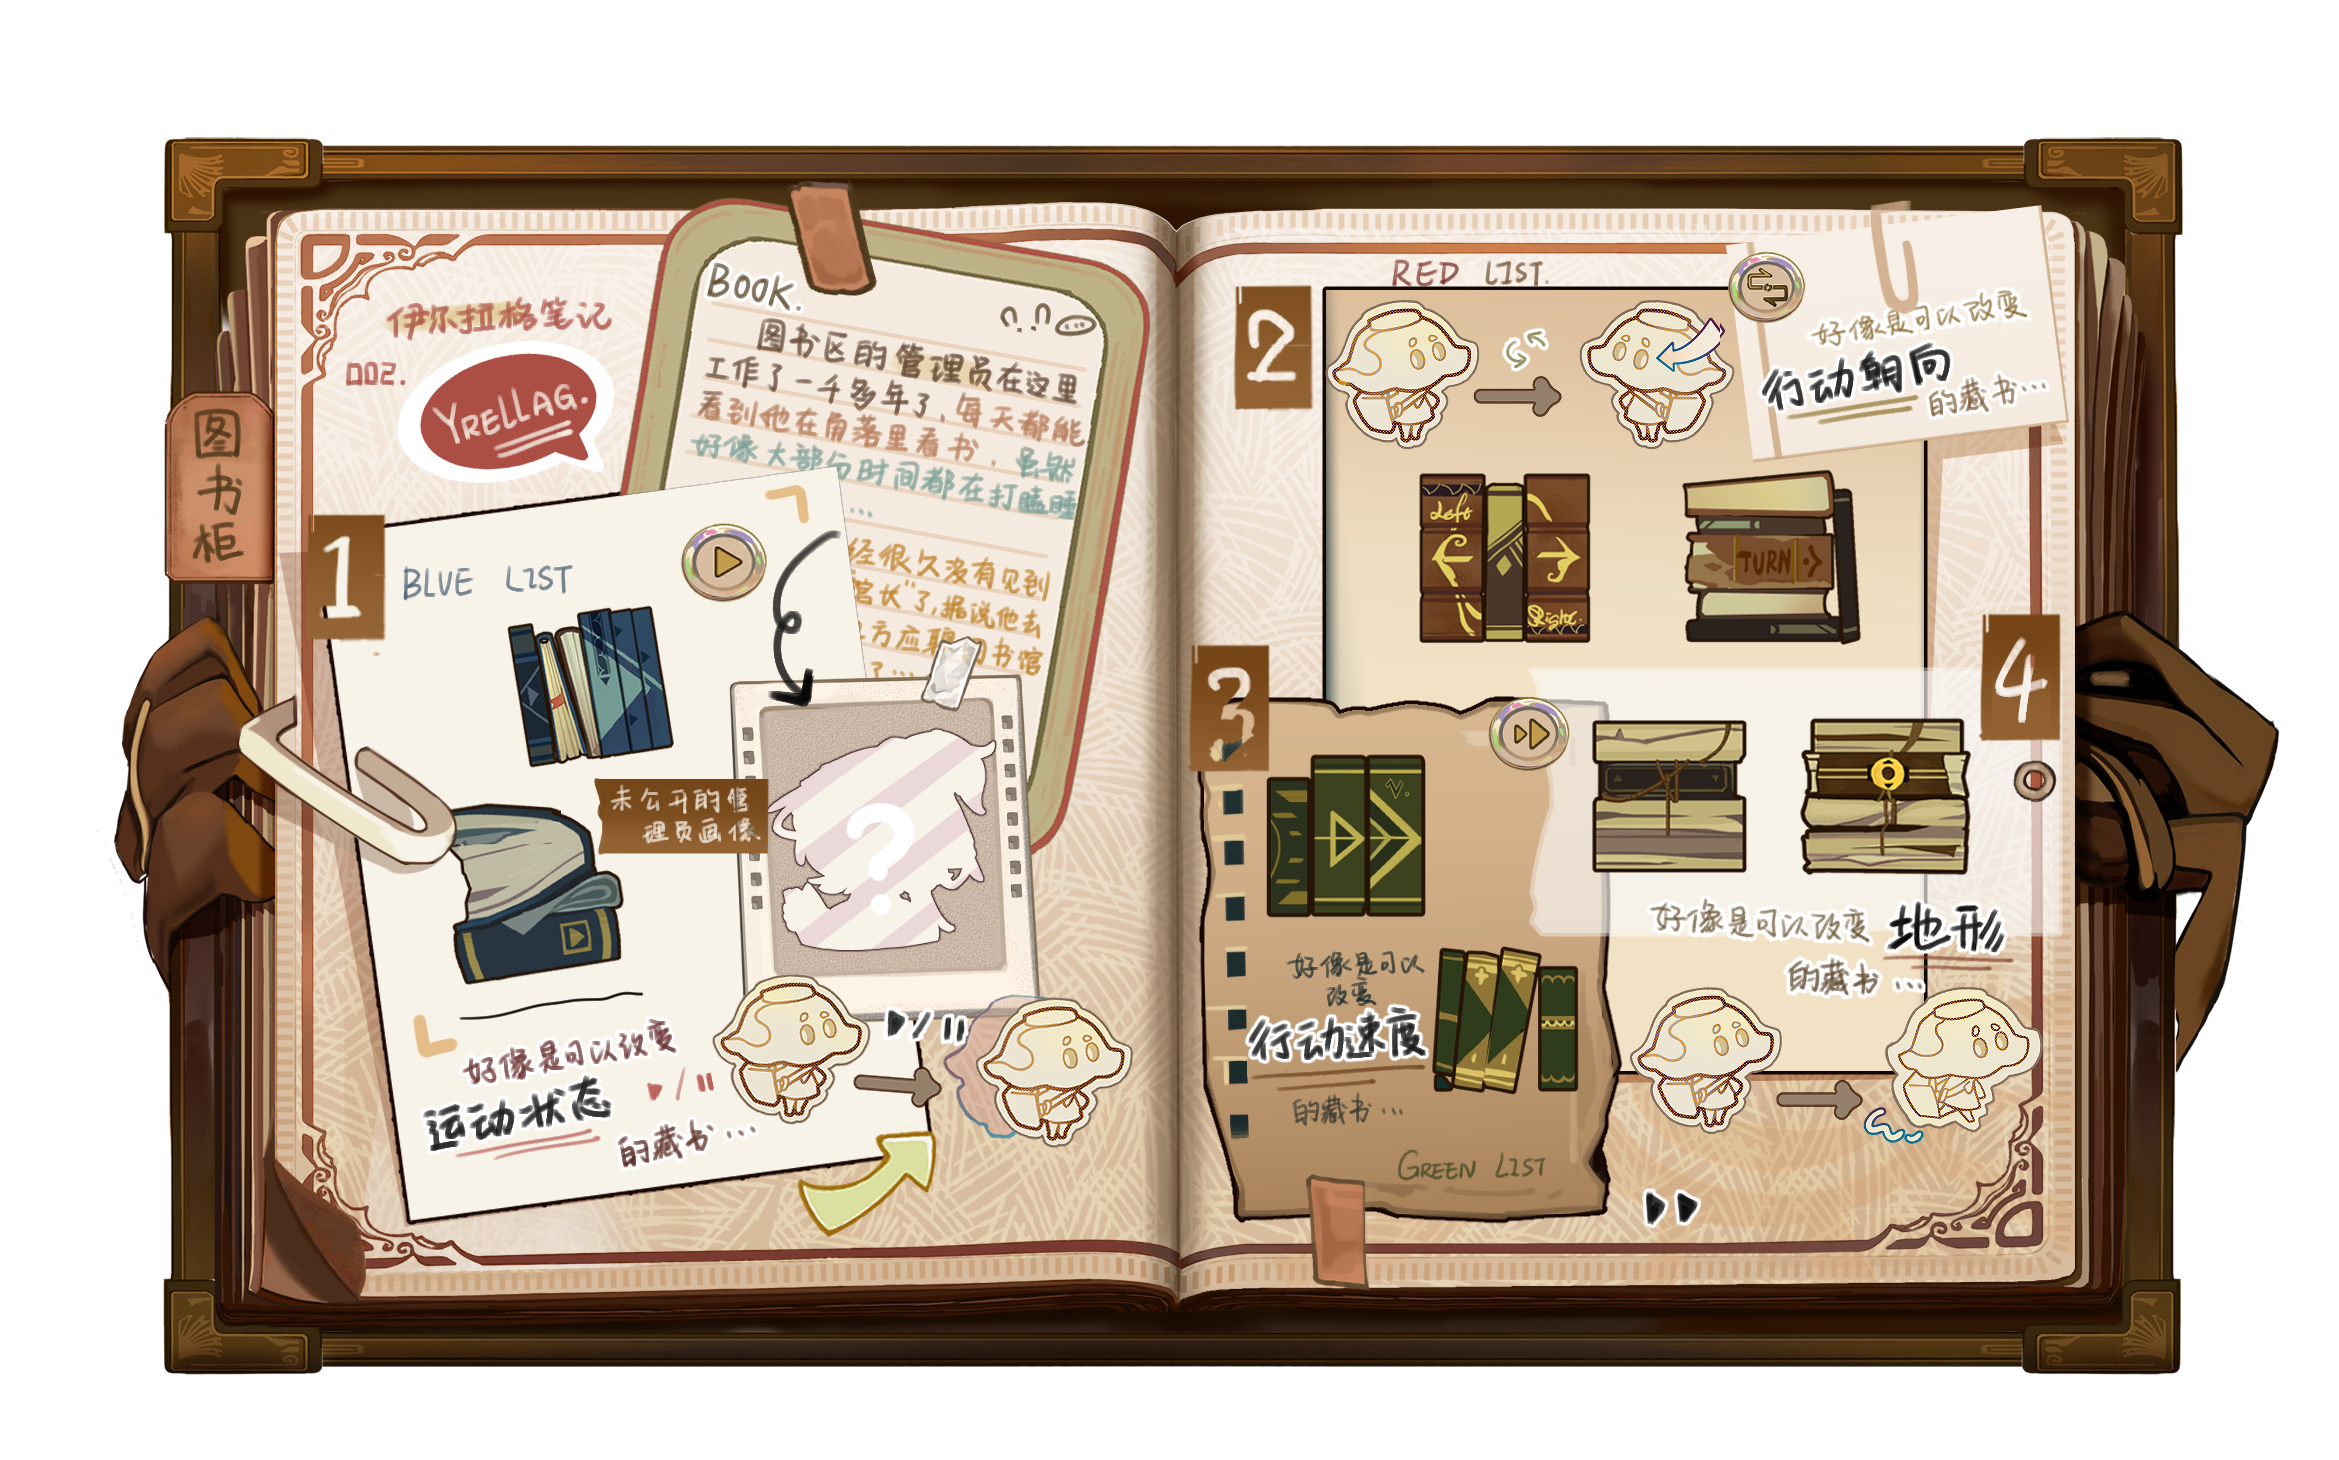 图书柜
伊尔拉格笔记
002.
YRELLAG.
BOOK.
图书区的管理员在这里
工作了一千多年了,每天都能
看到他在角落里看书,虽然
好像大部分时间都在打瞌睡
...
经很久没有见到
馆长"了,据说他去
方应聘 图书馆
了...
1
BLUE LIST
未公开的管
理员画像
?
好像是可以改变
运动状态
的藏书...
2
RED LIST.
好像是可以改变
行动朝向
的藏书...
Left
Right.
TURN
3
V.
好像是可以
改变
行动速度
的藏书...
GREEN LIST
4
好像是可以改变 地形
的藏书...